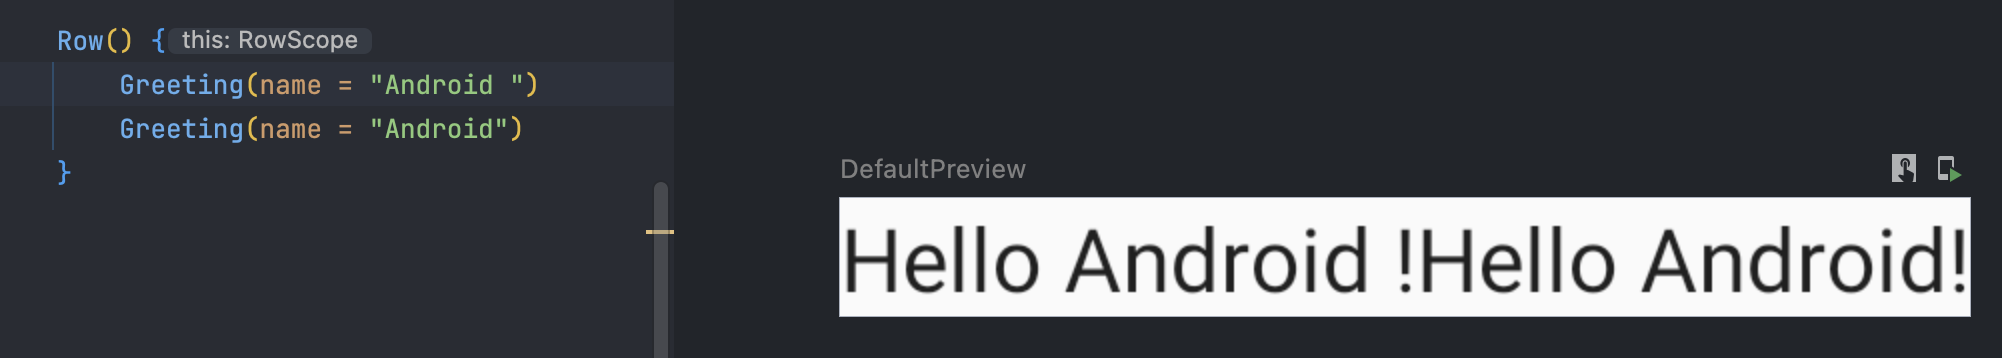 Row() { this: RowScope
Greeting(name = "Android ")
Greeting(name = "Android")
}
DefaultPreview
Hello Android !Hello Android!